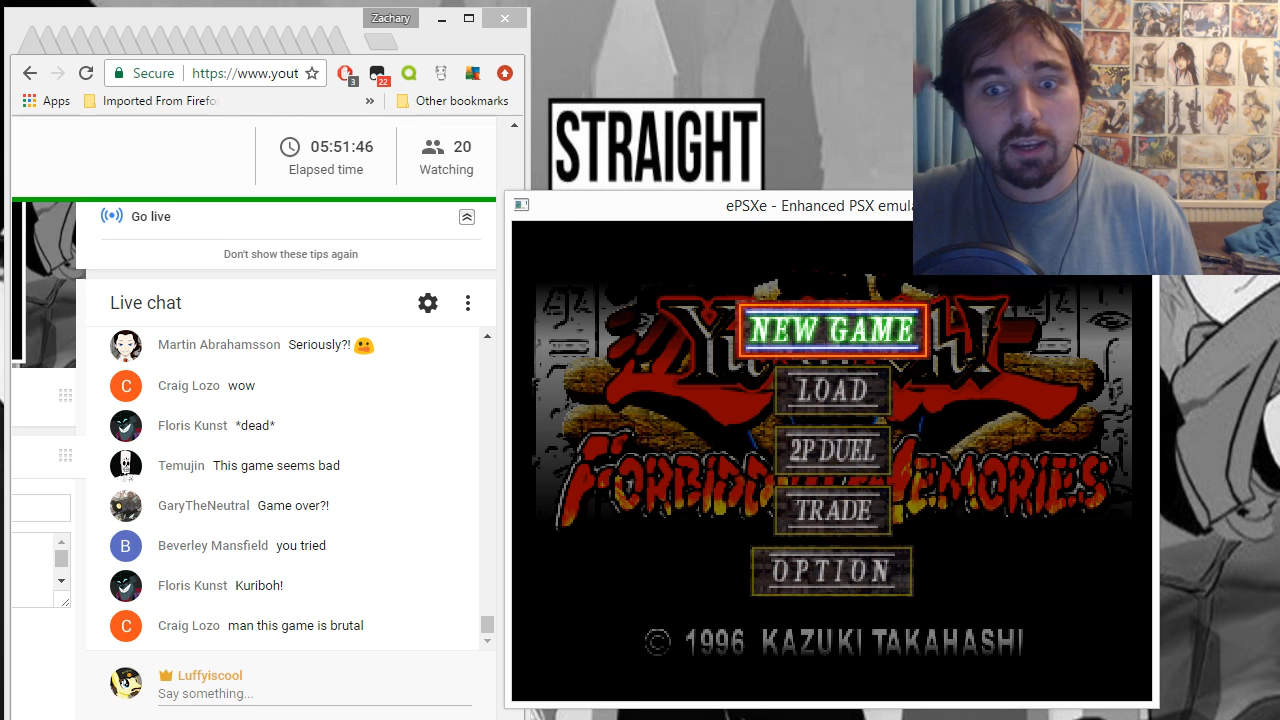 Zachary
Secure https://www.yout
3
22
Apps Imported From Firefo » Other bookmarks
05:51:46
Elapsed time
20
Watching
Go live
Don't show these tips again
Live chat
Martin Abrahamsson Seriously?!
C Craig Lozo wow
Floris Kunst *dead*
Temujin This game seems bad
GaryTheNeutral Game over?!
B Beverley Mansfield you tried
Floris Kunst Kuriboh!
C Craig Lozo man this game is brutal
Luffyiscool
Say something...
STRAIGHT
ePSXe - Enhanced PSX emula
NEW GAME
LOAD
2P DUEL
TRADE
OPTION
© 1996 KAZUKI TAKAHASHI